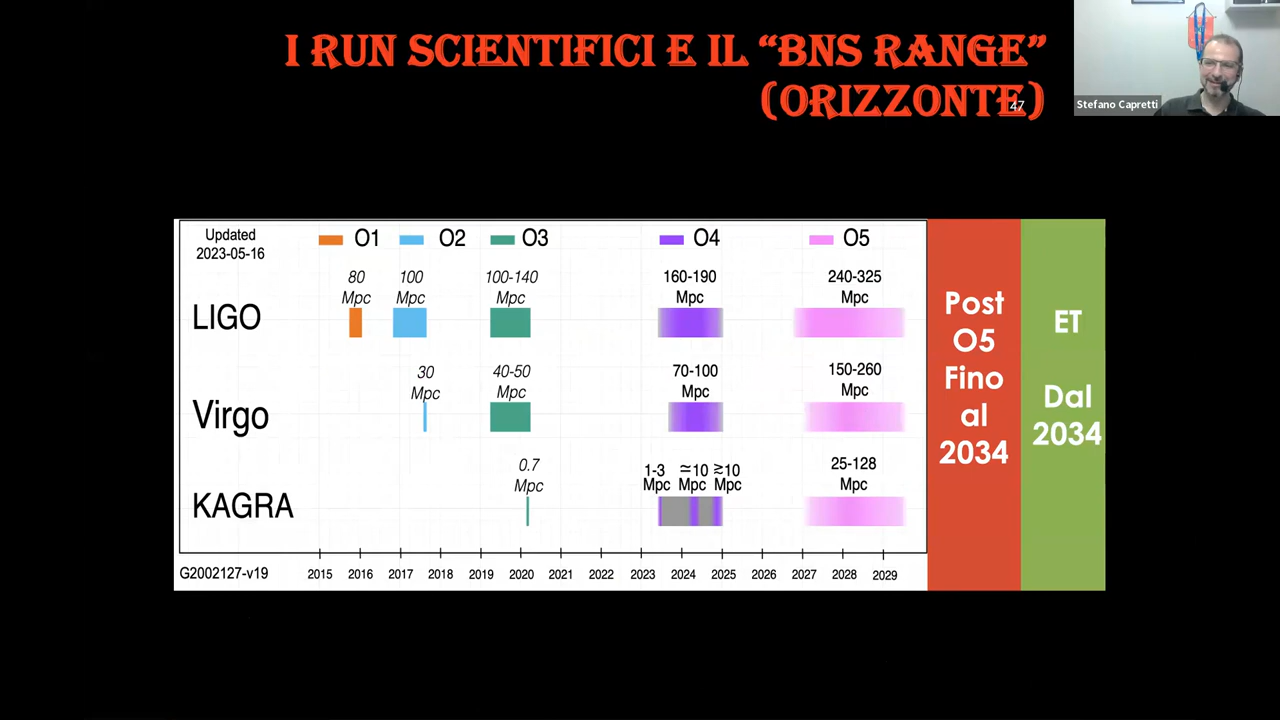 I RUN SCIENTIFICI E IL “BNS RANGE”
(ORIZZONTE)
47
Stefano Capretti
Updated
2023-05-16
O1
O2
O3
O4
O5
80
Mpc
100
Mpc
100-140
Mpc
160-190
Mpc
240-325
Mpc
LIGO
30
Mpc
40-50
Mpc
70-100
Mpc
150-260
Mpc
Virgo
0.7
Mpc
1-3
Mpc
≃10
Mpc
≳10
Mpc
25-128
Mpc
KAGRA
G2002127-v19
2015 2016 2017 2018 2019 2020 2021 2022 2023 2024 2025 2026 2027 2028 2029
Post
O5
Fino
al
2034
ET
Dal
2034